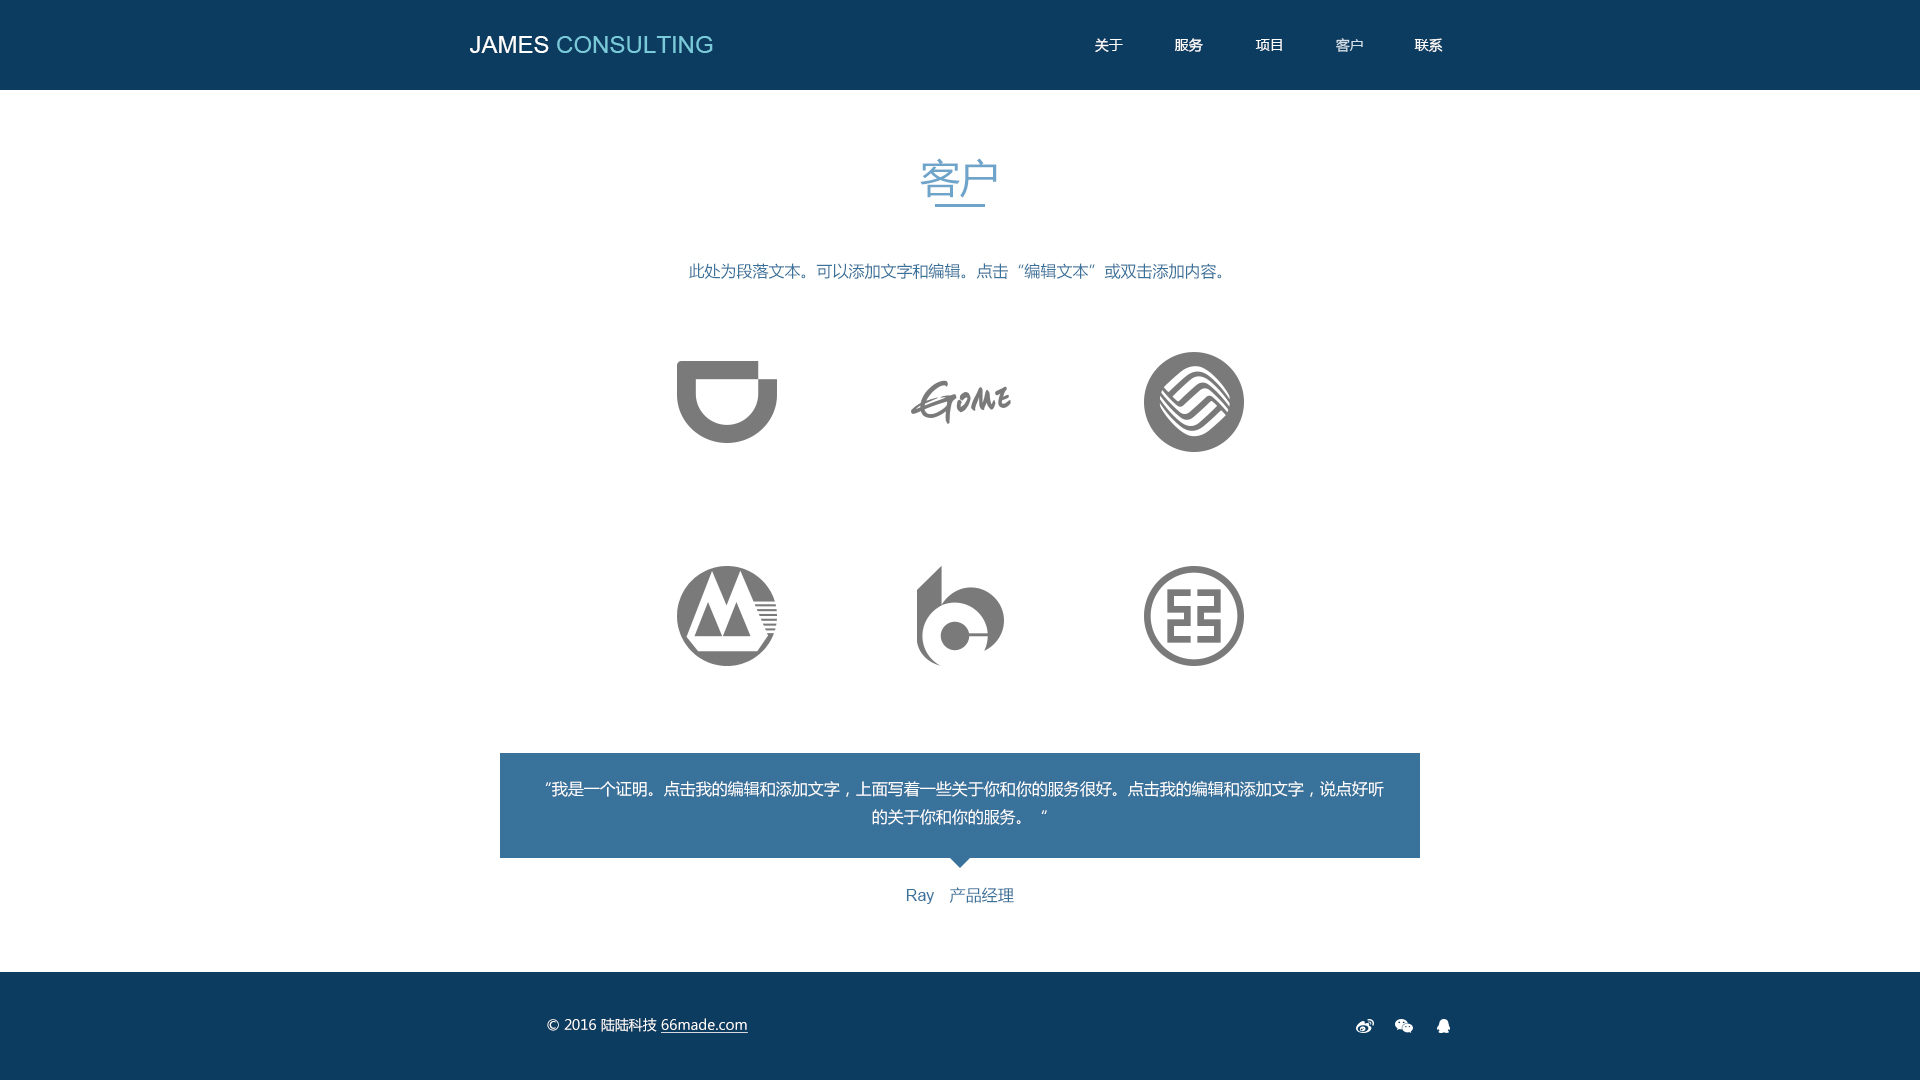 JAMES CONSULTING
关于 服务 项目 客户 联系
客户
此处为段落文本。可以添加文字和编辑。点击“编辑文本”或双击添加内容。
GOME
“我是一个证明。点击我的编辑和添加文字，上面写着一些关于你和你的服务很好。点击我的编辑和添加文字，说点好听
的关于你和你的服务。“
Ray 产品经理
© 2016 陆陆科技 66made.com